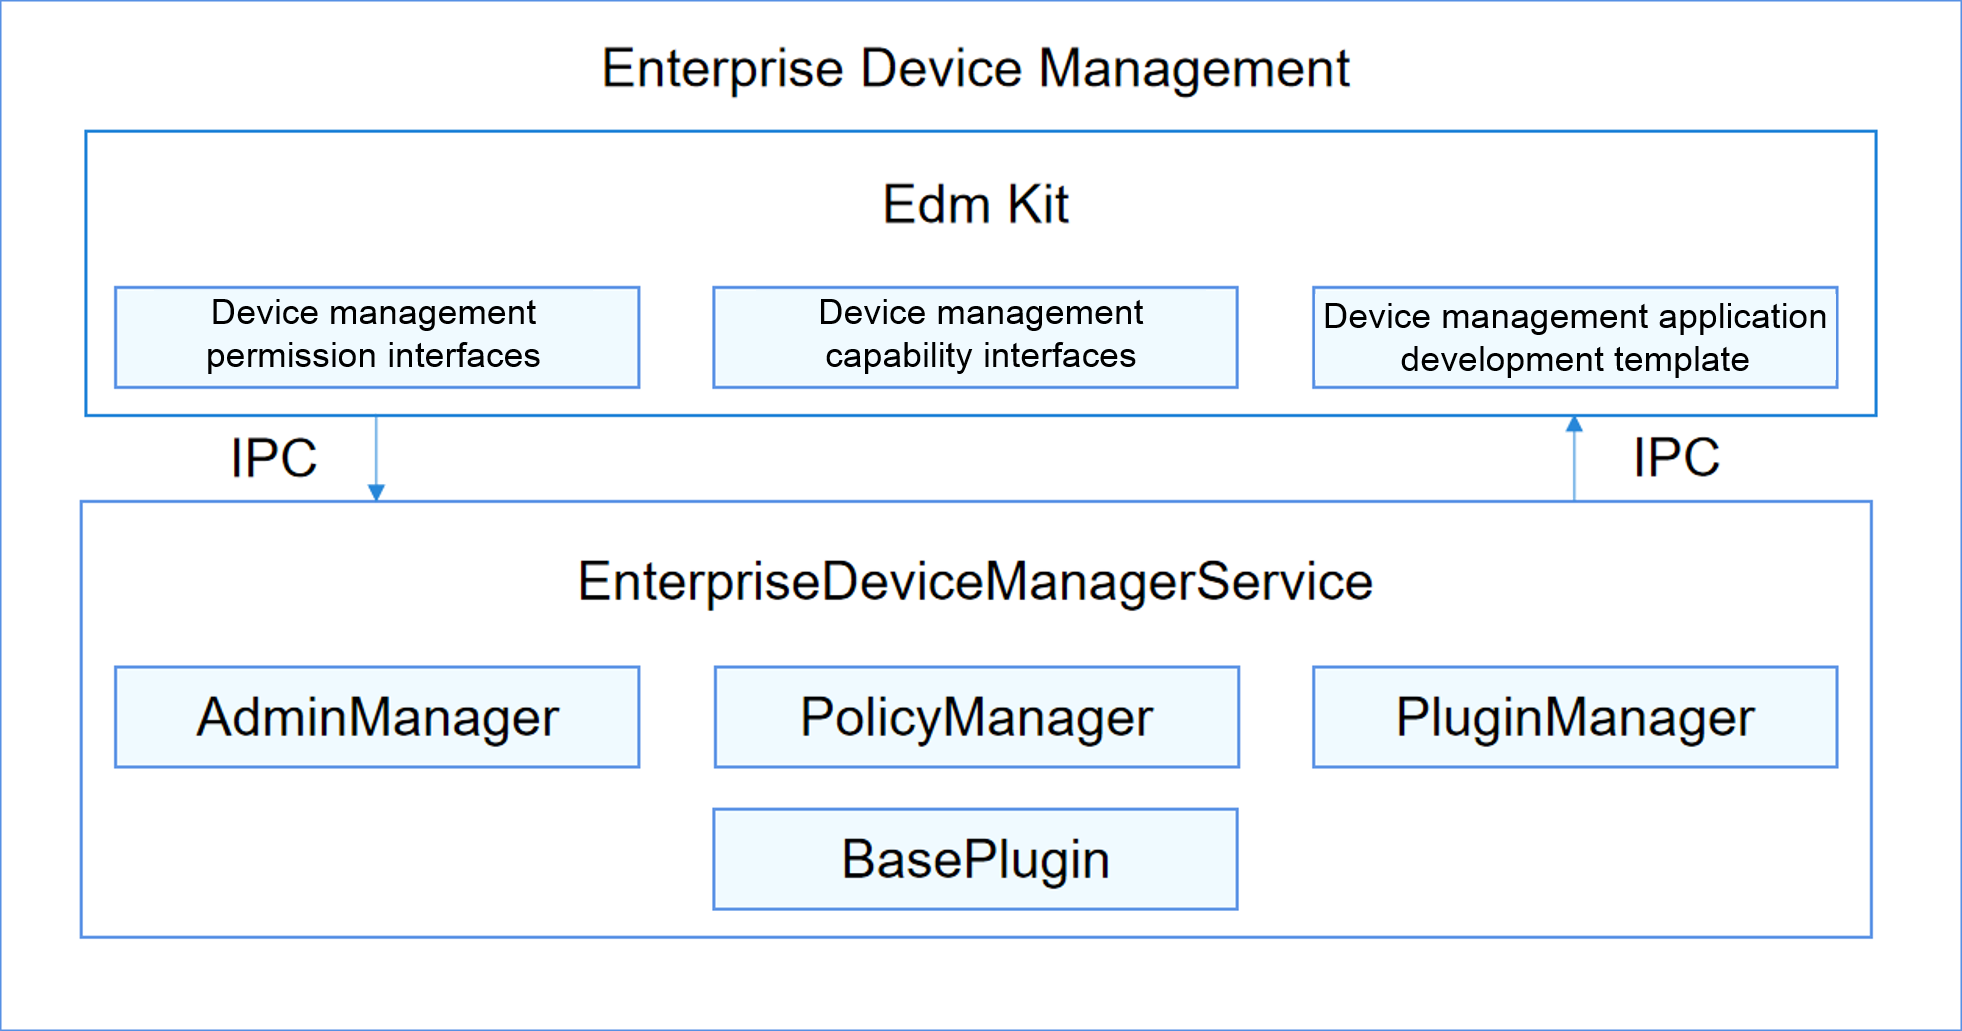 Enterprise Device Management
Edm Kit
Device management
permission interfaces
Device management
capability interfaces
Device management application
development template
IPC
IPC
EnterpriseDeviceManagerService
AdminManager
PolicyManager
PluginManager
BasePlugin